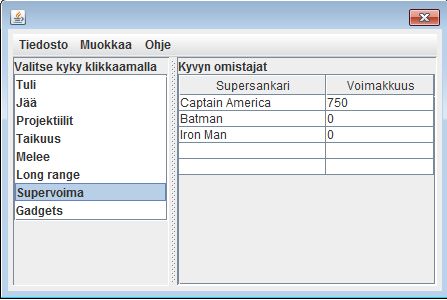 Tiedosto Muokkaa Ohje
Valitse kyky klikkaamalla
Tuli
Jää
Projektiilit
Taikuus
Melee
Long range
Supervoima
Gadgets
Kyvyn omistajat
Supersankari Voimakkuus
Captain America 750
Batman 0
Iron Man 0